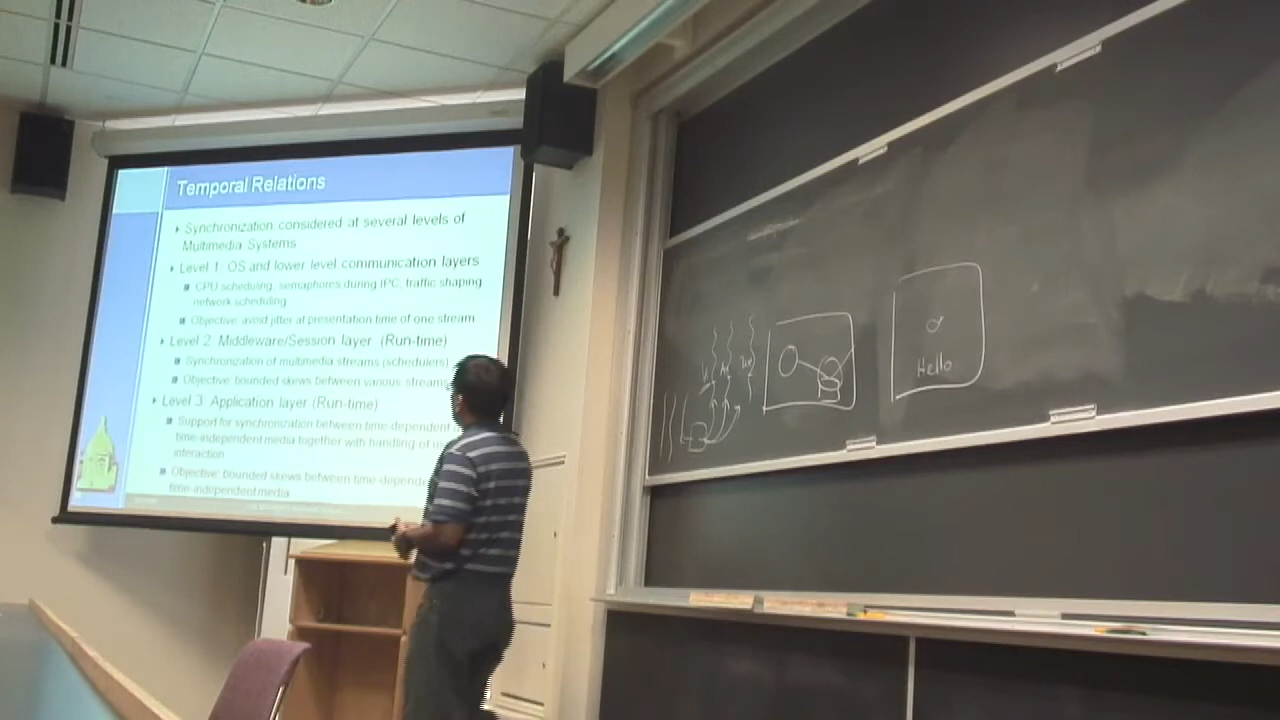 Temporal Relations
Synchronization considered at several levels of
Multimedia Systems
Level 1: OS and lower level communication layers
CPU scheduling, semaphores during IPC, traffic shaping
network scheduling
Objective: avoid jitter at presentation time of one stream
Level 2: Middleware/Session layer (Run-time)
Synchronization of multimedia streams (schedulers)
Objective: bounded skews between various streams
Level 3: Application layer (Run-time)
Support for synchronization between time-dependent
time-independent media together with handling of
interaction
Objective: bounded skews between
time-independent media
Hello